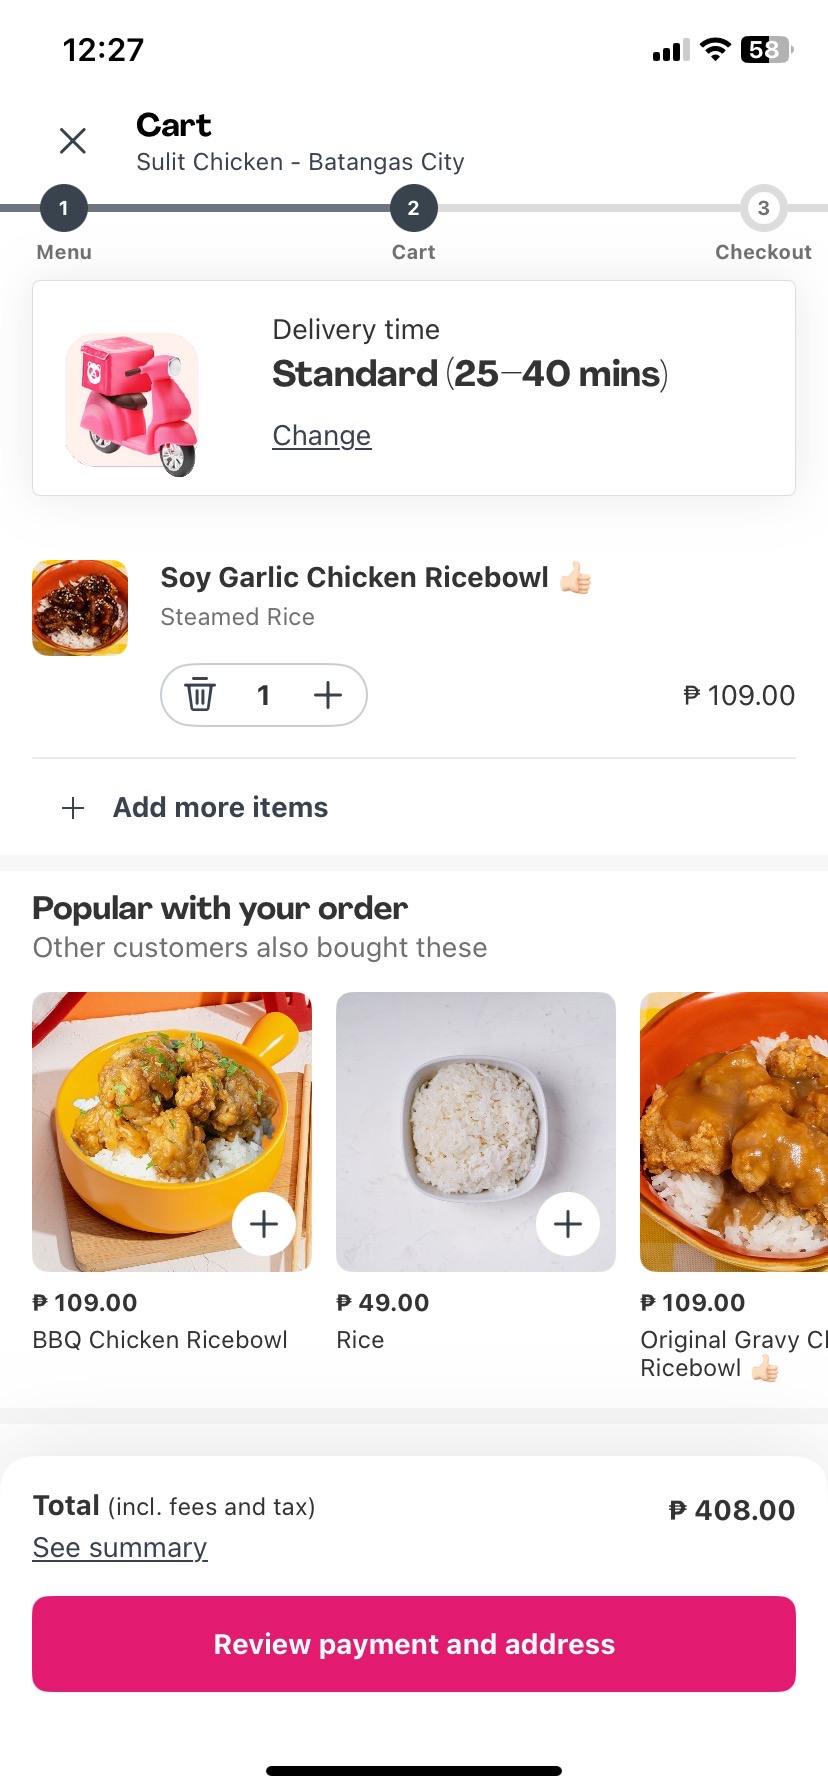 12:27
58
Cart
Sulit Chicken - Batangas City
1
2
3
Menu
Cart
Checkout
Delivery time
Standard (25–40 mins)
Change
Soy Garlic Chicken Ricebowl 👍🏻
Steamed Rice
1
₱ 109.00
Add more items
Popular with your order
Other customers also bought these
₱ 109.00
BBQ Chicken Ricebowl
₱ 49.00
Rice
₱ 109.00
Original Gravy
Ricebowl 👍🏻
Total (incl. fees and tax)
₱ 408.00
See summary
Review payment and address